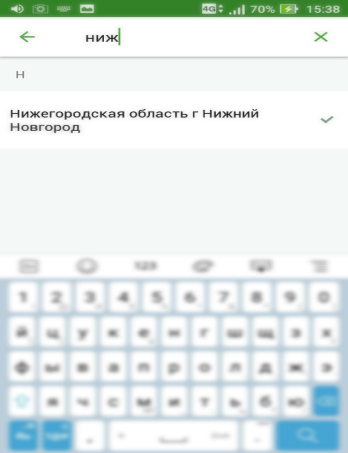 4G 70% 15:38
ниж
Н
Нижегородская область г Нижний
Новгород
123
1 2 3 4 5 6 7 8 9 0
й ц у к е н г ш щ з х
ф ы в а п р о л д ж э
я ч с м и т ь б ю